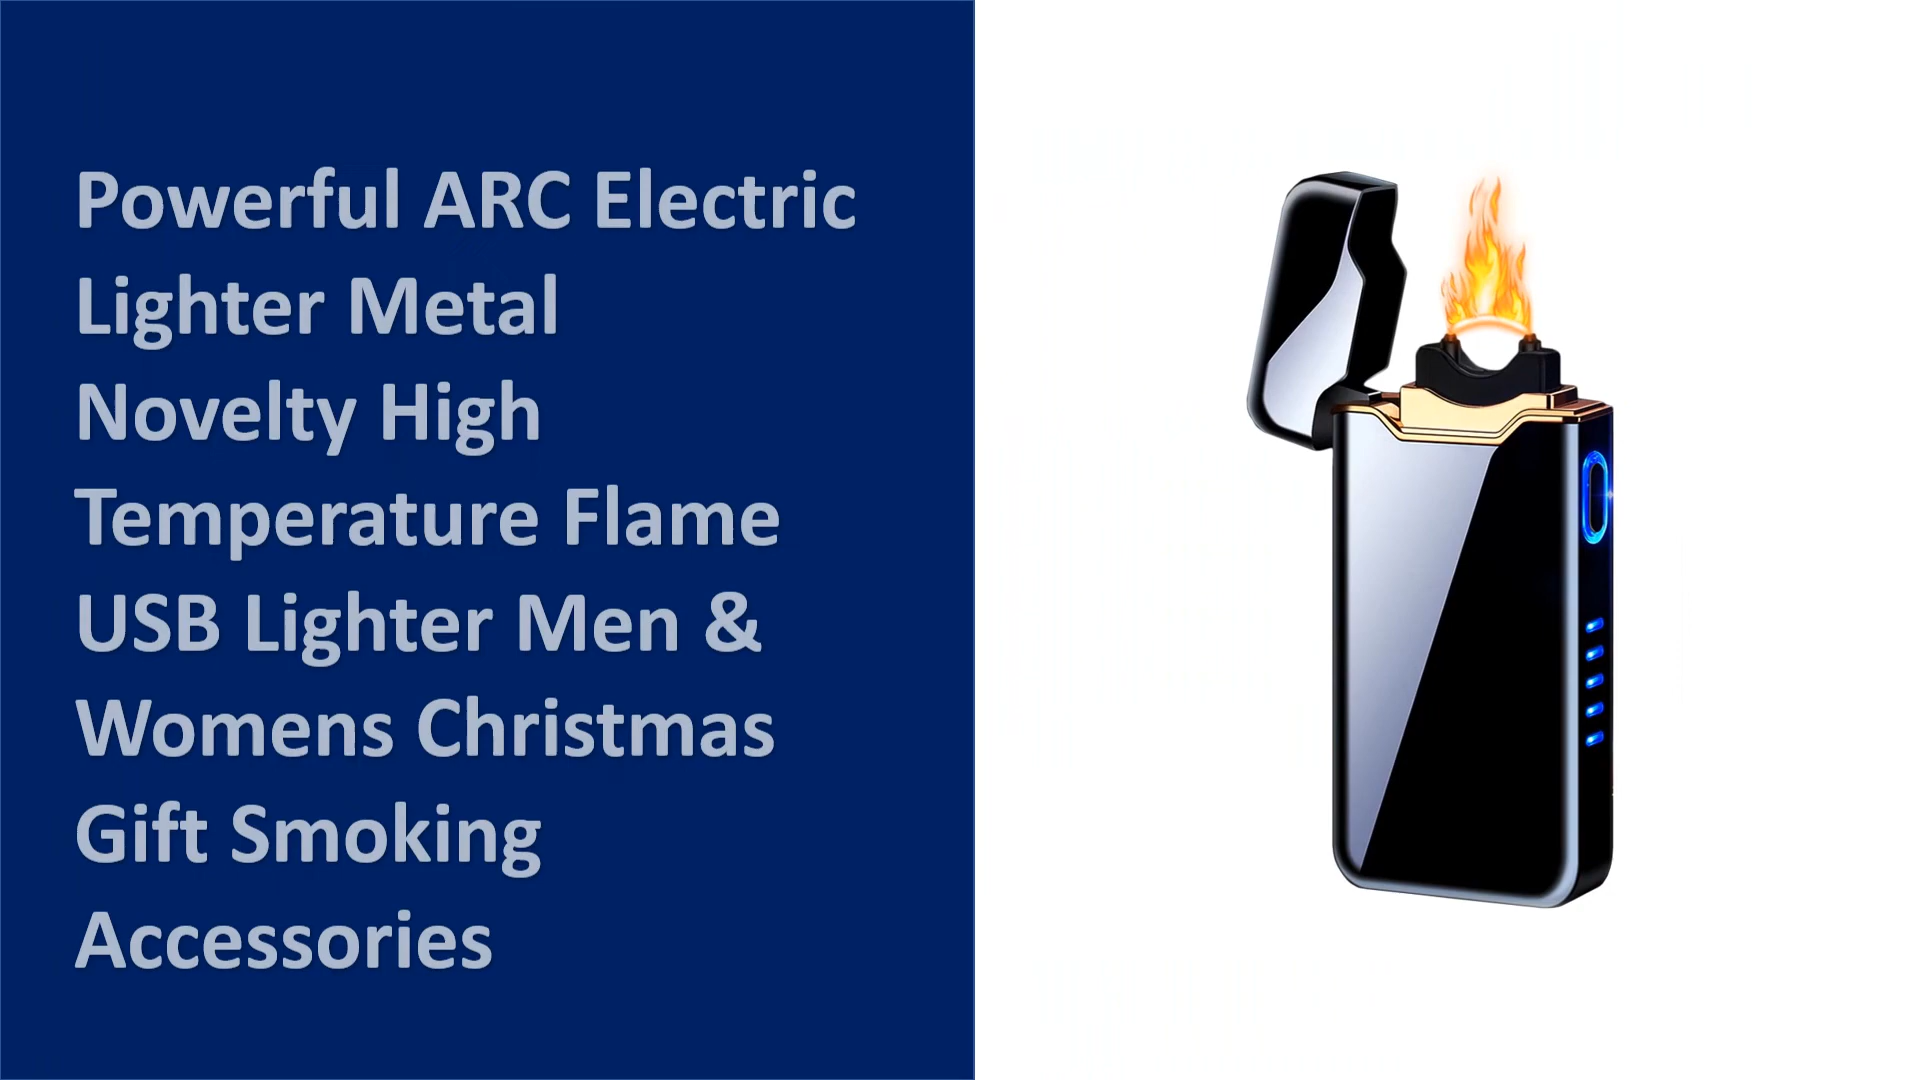 Powerful ARC Electric
Lighter Metal
Novelty High
Temperature Flame
USB Lighter Men &
Womens Christmas
Gift Smoking
Accessories